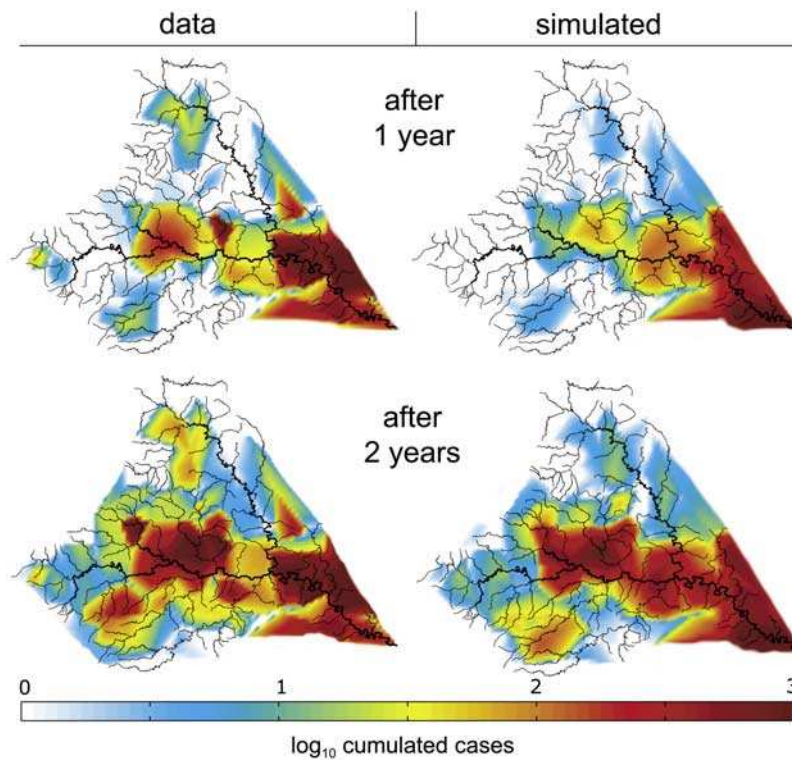 data simulated
after
1 year
after
2 years
0 1 2 3
log₁₀ cumulated cases